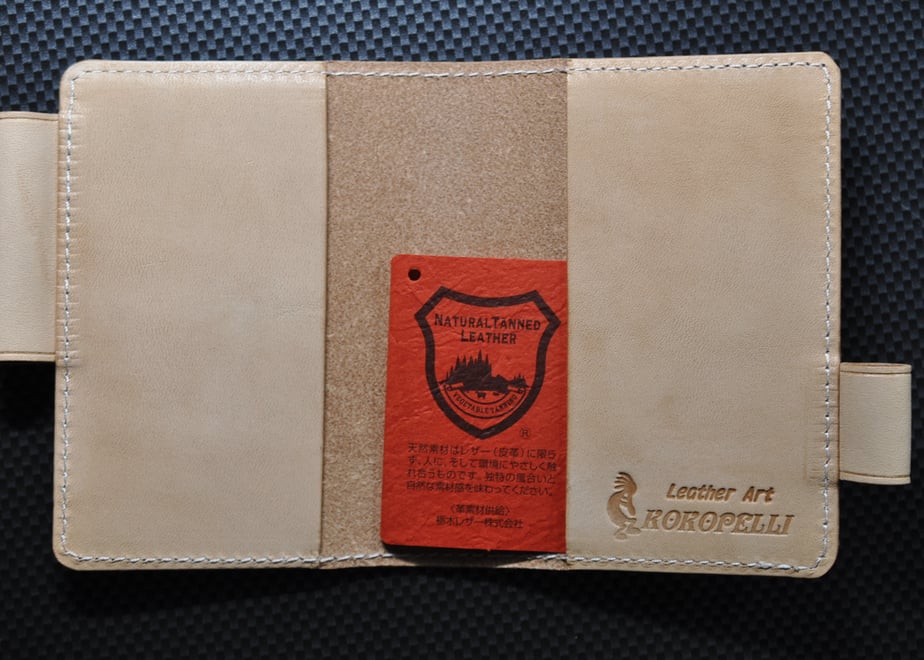 NATURAL TANNED
LEATHER
VEGETABLE TANNING
®
天然素材はレザー（皮革）に限ら
ず、人に、そして環境にやさしく触
れ合うものです。独特の風合いと
自然な素材感を味わってください。
〈革素材供給〉
栃木レザー株式会社
Leather Art
KOKOPELLI